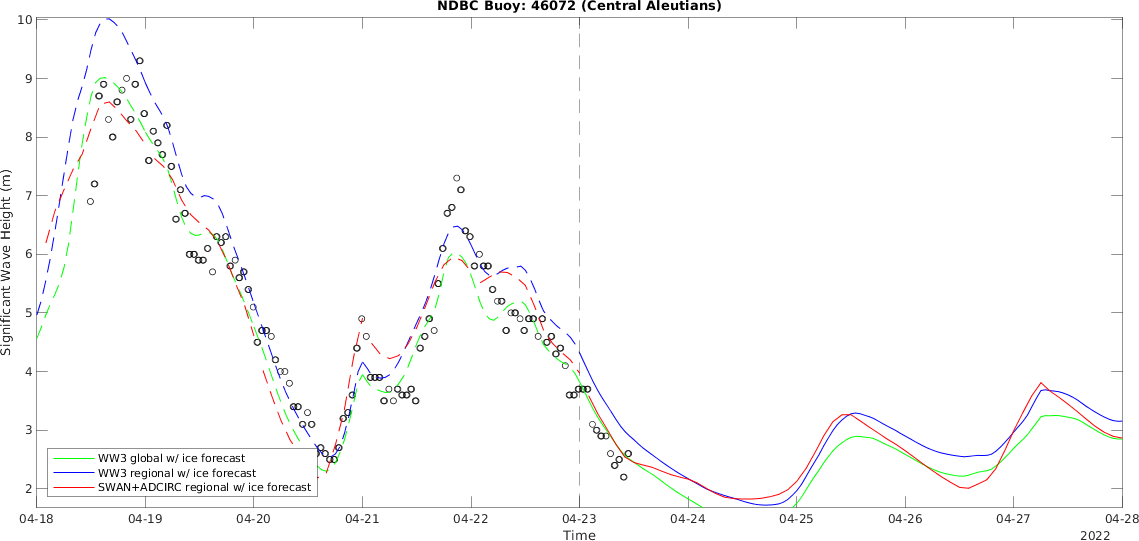 NDBC Buoy: 46072 (Central Aleutians)
10
9
8
7
6
5
4
3
2
Significant Wave Height (m)
WW3 global w/ ice forecast
WW3 regional w/ ice forecast
SWAN+ADCIRC regional w/ ice forecast
04-18 04-19 04-20 04-21 04-22 04-23 04-24 04-25 04-26 04-27 04-28
Time
2022